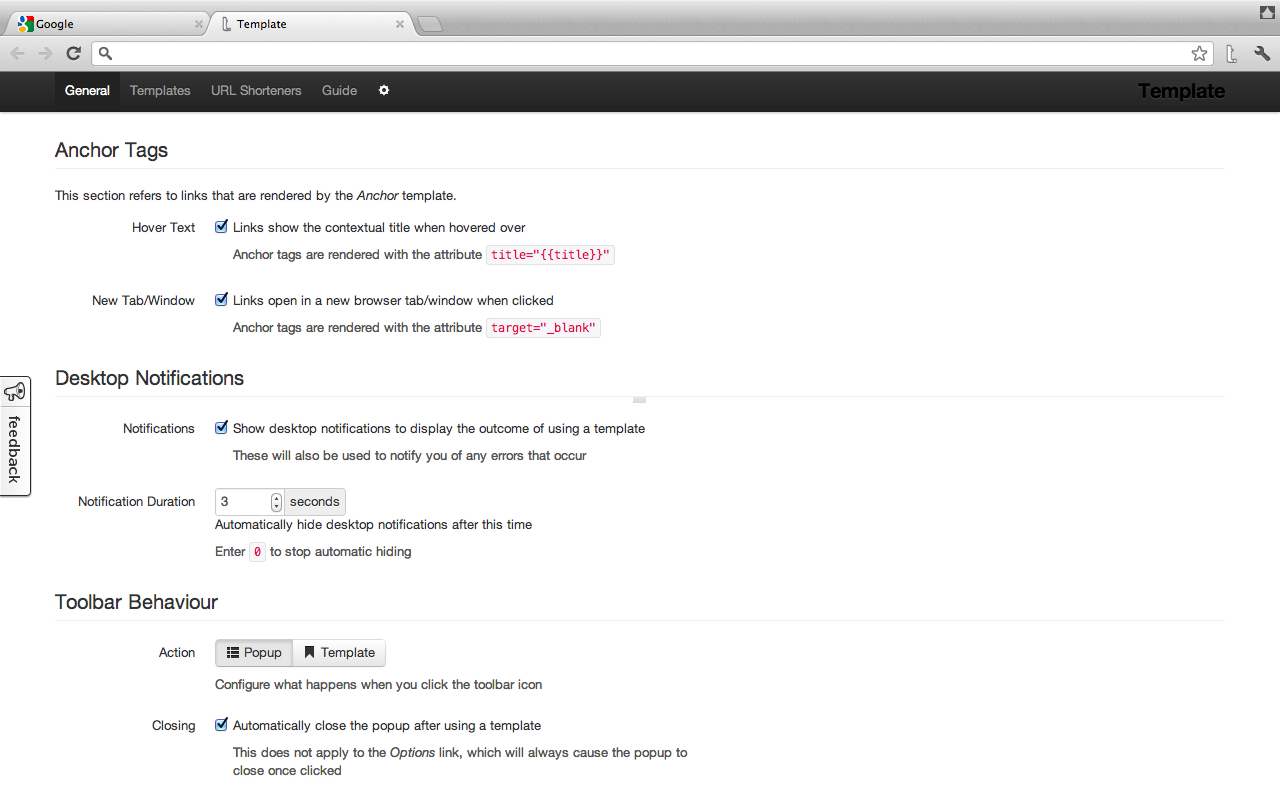 Google
Template
General Templates URL Shorteners Guide
Template
Anchor Tags
This section refers to links that are rendered by the Anchor template.
Hover Text Links show the contextual title when hovered over
Anchor tags are rendered with the attribute title="{{title}}"
New Tab/Window Links open in a new browser tab/window when clicked
Anchor tags are rendered with the attribute target="_blank"
feedback
Desktop Notifications
Notifications Show desktop notifications to display the outcome of using a template
These will also be used to notify you of any errors that occur
Notification Duration 3 seconds
Automatically hide desktop notifications after this time
Enter 0 to stop automatic hiding
Toolbar Behaviour
Action Popup Template
Configure what happens when you click the toolbar icon
Closing Automatically close the popup after using a template
This does not apply to the Options link, which will always cause the popup to
close once clicked